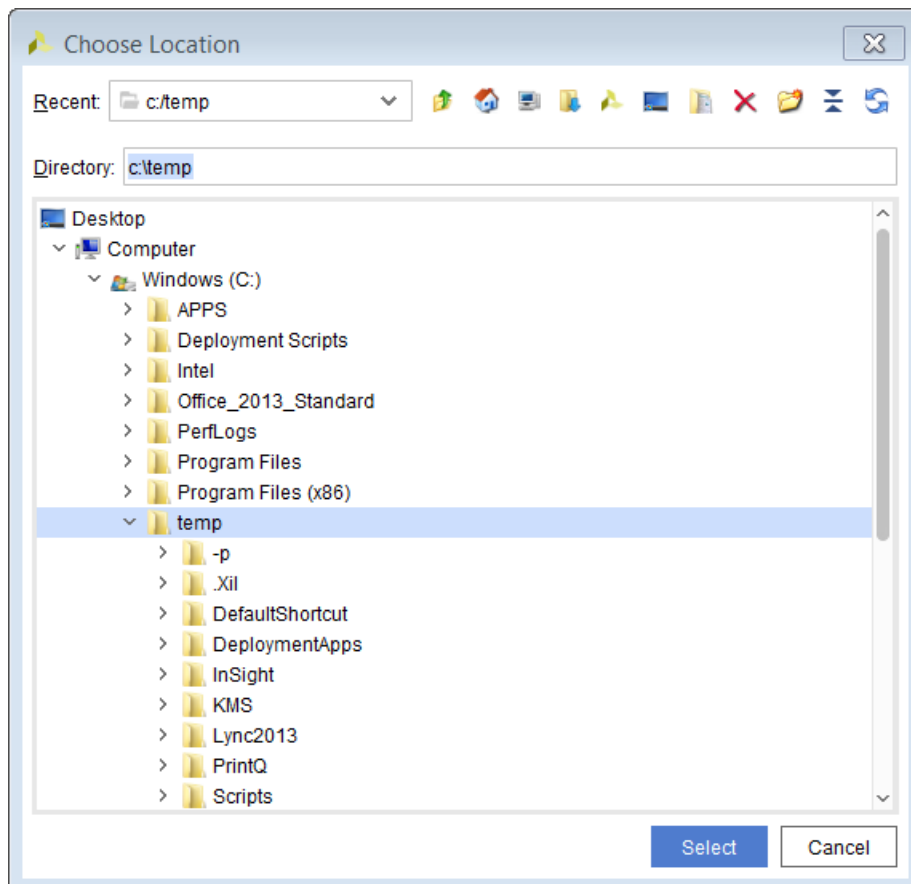 Choose Location
Recent: c:/temp
Directory: c:\temp
Desktop
Computer
Windows (C:)
APPS
Deployment Scripts
Intel
Office_2013_Standard
PerfLogs
Program Files
Program Files (x86)
temp
-p
.Xil
DefaultShortcut
DeploymentApps
InSight
KMS
Lync2013
PrintQ
Scripts
Select Cancel